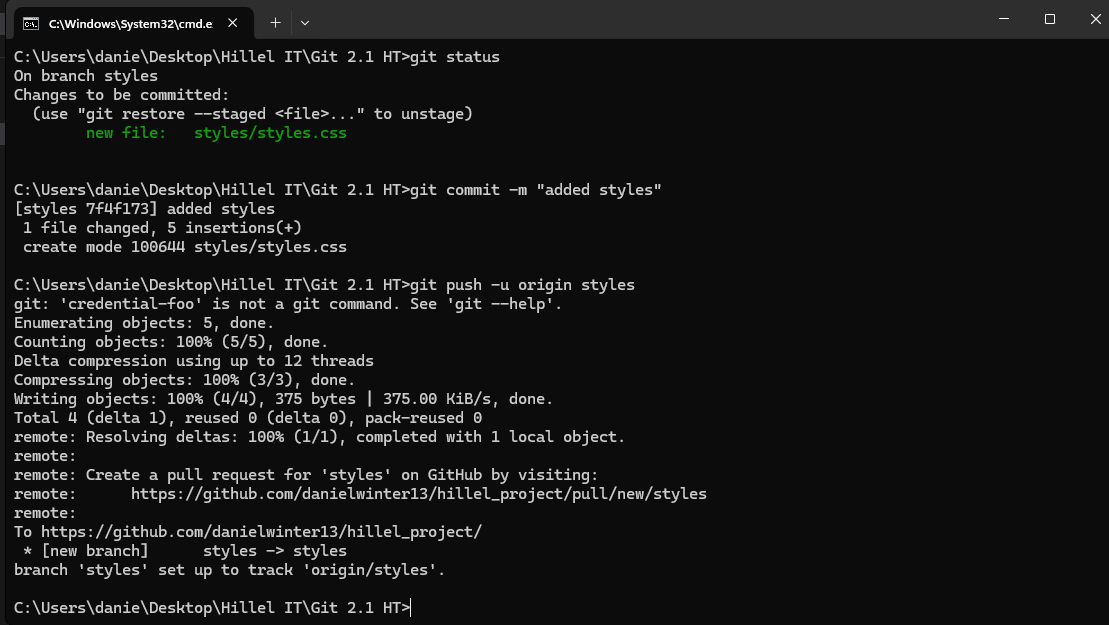 C:\Windows\System32\cmd.e
C:\Users\danie\Desktop\Hillel IT\Git 2.1 HT>git status
On branch styles
Changes to be committed:
  (use "git restore --staged <file>..." to unstage)
        new file:   styles/styles.css
C:\Users\danie\Desktop\Hillel IT\Git 2.1 HT>git commit -m "added styles"
[styles 7f4f173] added styles
 1 file changed, 5 insertions(+)
 create mode 100644 styles/styles.css
C:\Users\danie\Desktop\Hillel IT\Git 2.1 HT>git push -u origin styles
git: 'credential-foo' is not a git command. See 'git --help'.
Enumerating objects: 5, done.
Counting objects: 100% (5/5), done.
Delta compression using up to 12 threads
Compressing objects: 100% (3/3), done.
Writing objects: 100% (4/4), 375 bytes | 375.00 KiB/s, done.
Total 4 (delta 1), reused 0 (delta 0), pack-reused 0
remote: Resolving deltas: 100% (1/1), completed with 1 local object.
remote:
remote: Create a pull request for 'styles' on GitHub by visiting:
remote:      https://github.com/danielwinter13/hillel_project/pull/new/styles
remote:
To https://github.com/danielwinter13/hillel_project/
 * [new branch]      styles -> styles
branch 'styles' set up to track 'origin/styles'.
C:\Users\danie\Desktop\Hillel IT\Git 2.1 HT>